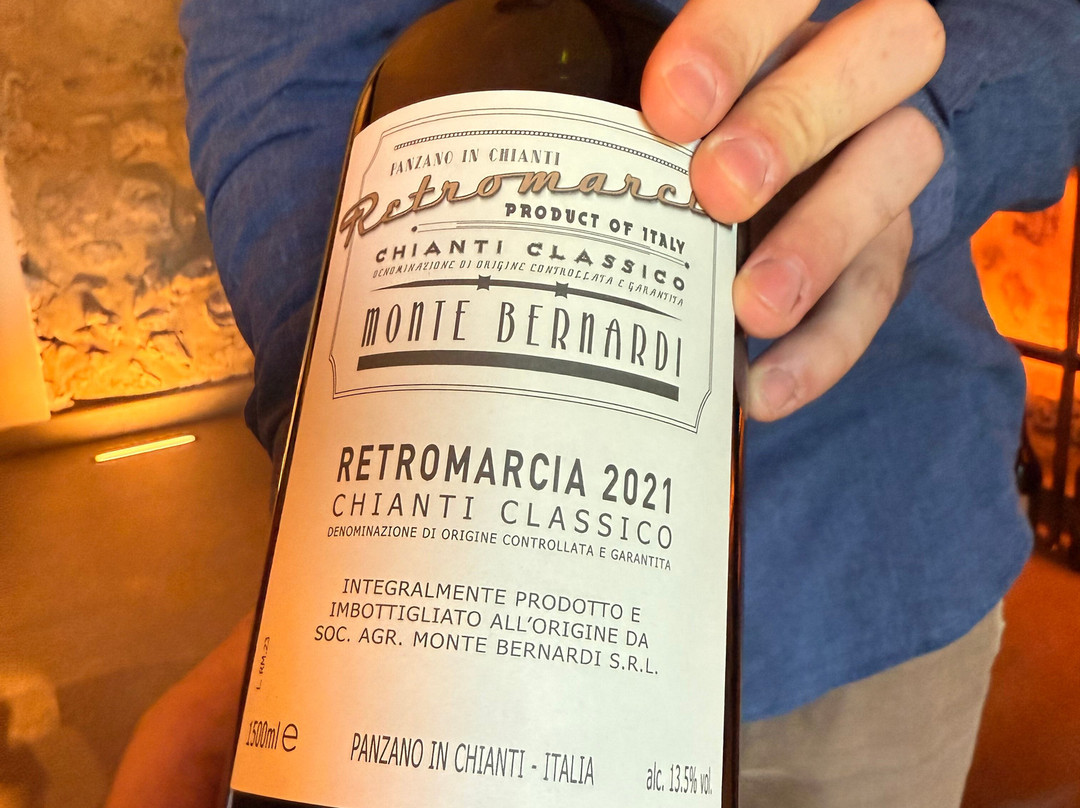 PANZANO IN CHIANTI
Retromarcia
PRODUCT OF ITALY
CHIANTI CLASSICO
DENOMINAZIONE DI ORIGINE CONTROLLATA E GARANTITA
MONTE BERNARDI
RETROMARCIA 2021
CHIANTI CLASSICO
DENOMINAZIONE DI ORIGINE CONTROLLATA E GARANTITA
INTEGRALMENTE PRODOTTO E
IMBOTTIGLIATO ALL'ORIGINE DA
SOC. AGR. MONTE BERNARDI S.R.L.
L. RM.23
1500ml e
PANZANO IN CHIANTI - ITALIA
alc. 13.5% vol.